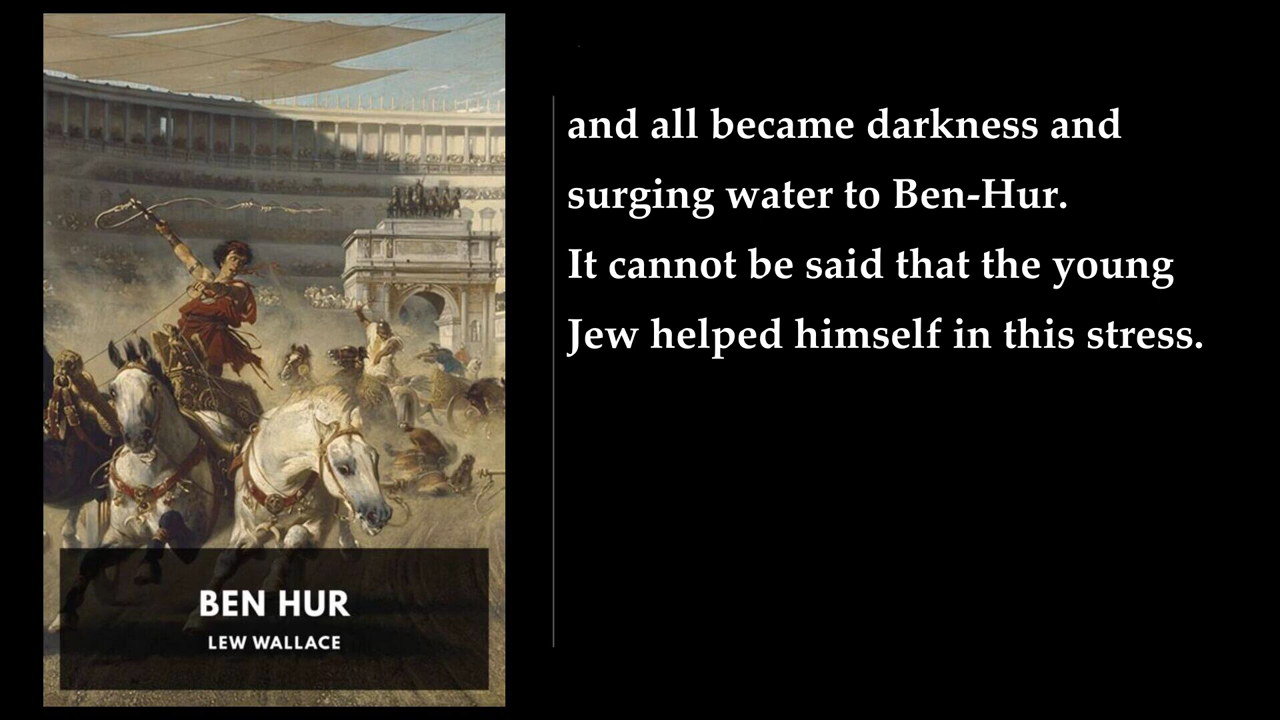 BEN HUR
LEW WALLACE
and all became darkness and
surging water to Ben-Hur.
It cannot be said that the young
Jew helped himself in this stress.